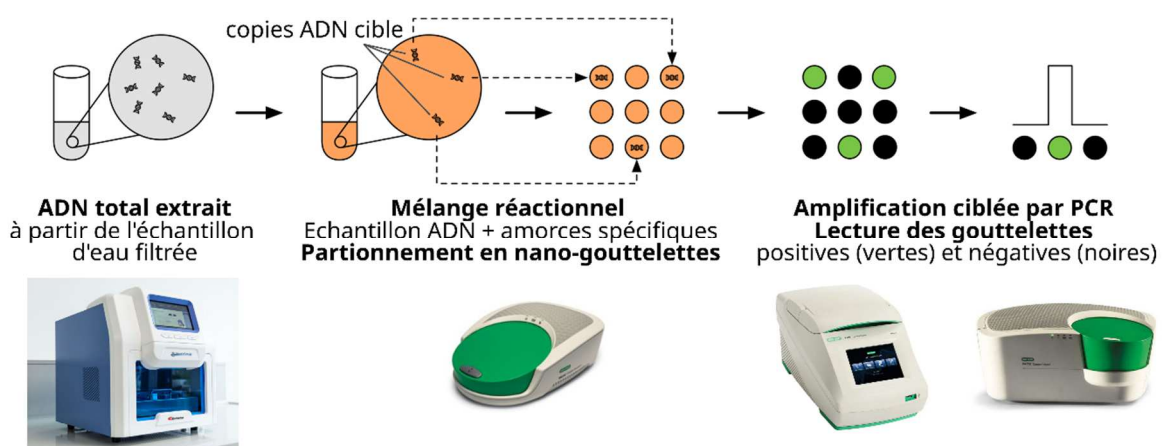 copies ADN cible
ADN total extrait
à partir de l'échantillon
d'eau filtrée
Mélange réactionnel
Echantillon ADN + amorces spécifiques
Partionnement en nano-gouttelettes
Amplification ciblée par PCR
Lecture des gouttelettes
positives (vertes) et négatives (noires)